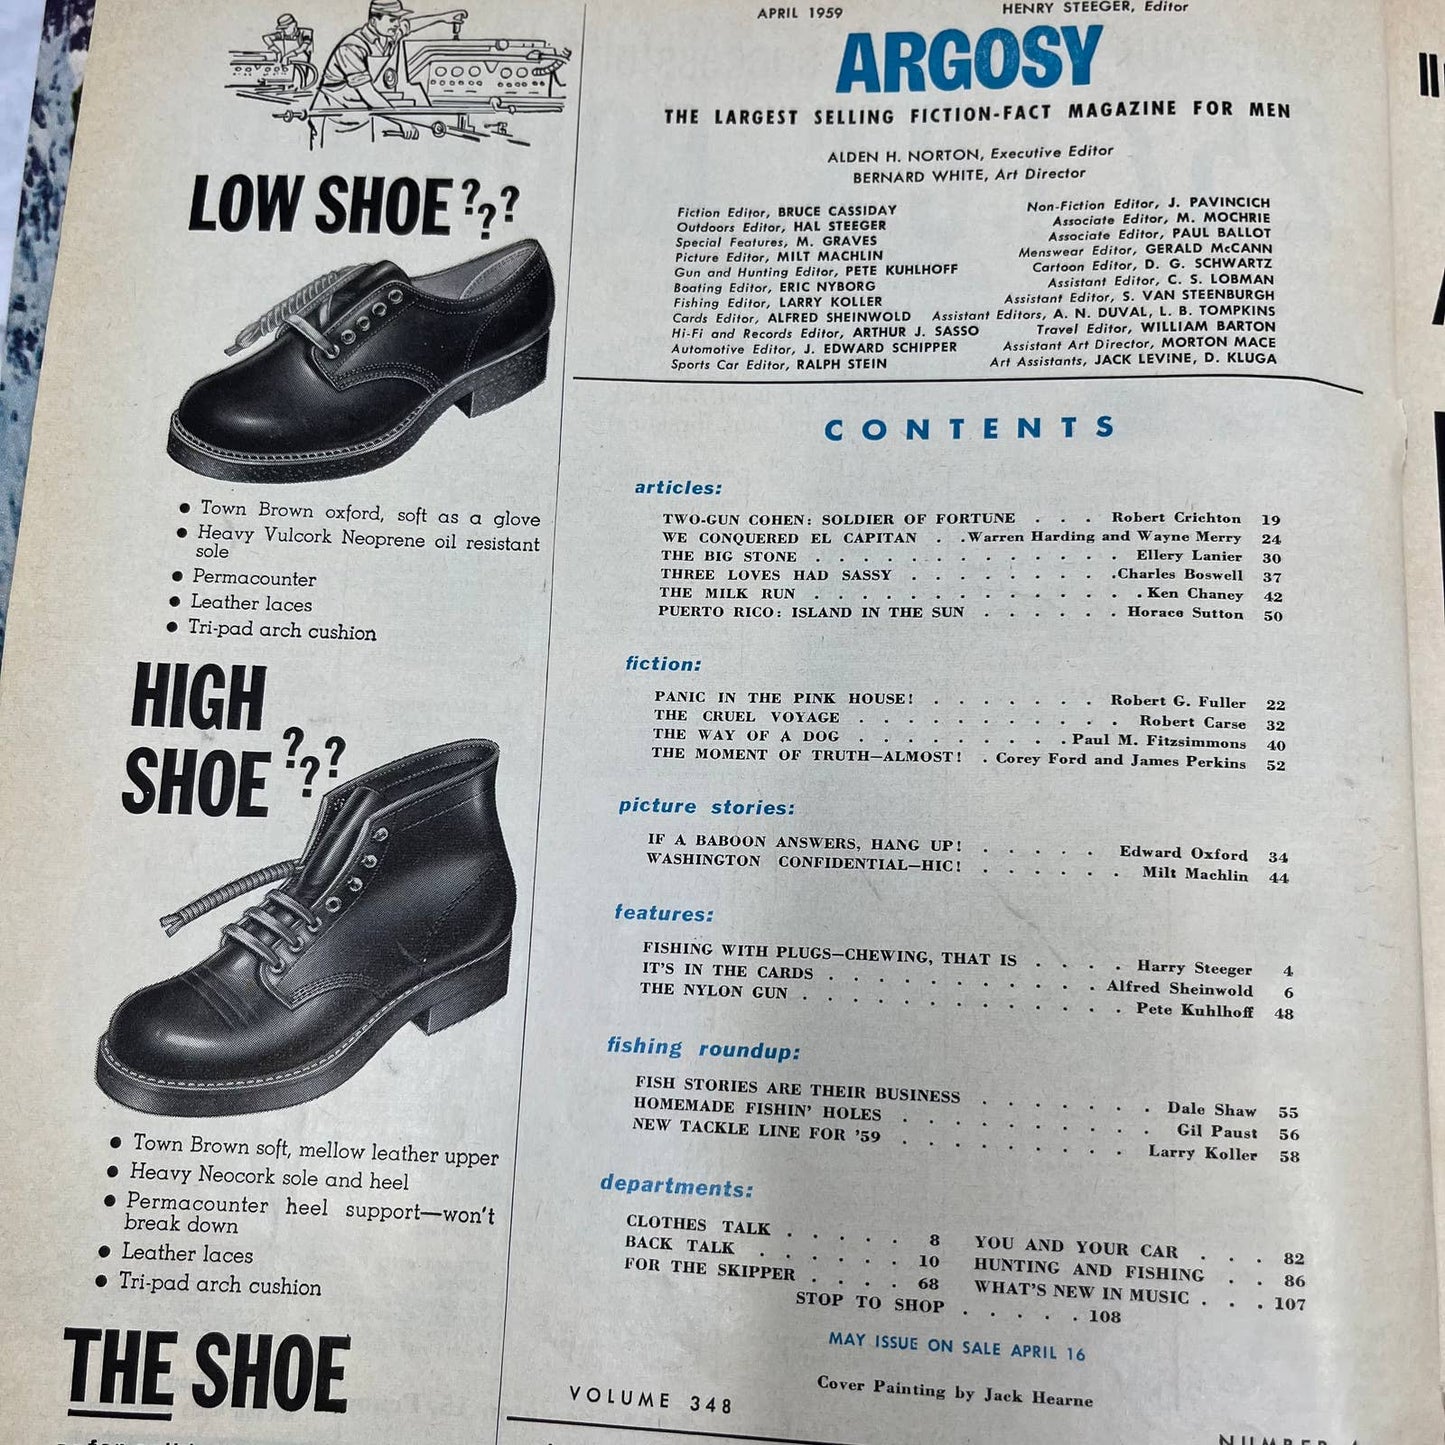 LOW SHOE???
● Town Brown oxford, soft as a glove
● Heavy Vulcork Neoprene oil resistant
sole
● Permacounter
● Leather laces
● Tri-pad arch cushion
HIGH
SHOE???
● Town Brown soft, mellow leather upper
● Heavy Neocork sole and heel
● Permacounter heel support—won't
break down
● Leather laces
● Tri-pad arch cushion
THE SHOE
APRIL 1959 HENRY STEEGER, Editor
ARGOSY
THE LARGEST SELLING FICTION-FACT MAGAZINE FOR MEN
ALDEN H. NORTON, Executive Editor
BERNARD WHITE, Art Director
Fiction Editor, BRUCE CASSIDAY
Outdoors Editor, HAL STEEGER
Special Features, M. GRAVES
Picture Editor, MILT MACHLIN
Gun and Hunting Editor, PETE KUHLHOFF
Boating Editor, ERIC NYBORG
Fishing Editor, LARRY KOLLER
Cards Editor, ALFRED SHEINWOLD
Hi-Fi and Records Editor, ARTHUR J. SASSO
Automotive Editor, J. EDWARD SCHIPPER
Sports Car Editor, RALPH STEIN
Non-Fiction Editor, J. PAVINCICH
Associate Editor, M. MOCHRIE
Associate Editor, PAUL BALLOT
Menswear Editor, GERALD McCANN
Cartoon Editor, D. G. SCHWARTZ
Assistant Editor, C. S. LOBMAN
Assistant Editor, S. VAN STEENBURGH
Assistant Editors, A. N. DUVAL, L. B. TOMPKINS
Travel Editor, WILLIAM BARTON
Assistant Art Director, MORTON MACE
Art Assistants, JACK LEVINE, D. KLUGA
CONTENTS
articles:
TWO-GUN COHEN: SOLDIER OF FORTUNE . . . Robert Crichton 19
WE CONQUERED EL CAPITAN . . Warren Harding and Wayne Merry 24
THE BIG STONE . . . . . . . . . . . . . . Ellery Lanier 30
THREE LOVES HAD SASSY . . . . . . . . . . Charles Boswell 37
THE MILK RUN . . . . . . . . . . . . . . . Ken Chaney 42
PUERTO RICO: ISLAND IN THE SUN . . . . . . Horace Sutton 50
fiction:
PANIC IN THE PINK HOUSE! . . . . . . . Robert G. Fuller 22
THE CRUEL VOYAGE . . . . . . . . . . . . Robert Carse 32
THE WAY OF A DOG . . . . . . . . . . Paul M. Fitzsimmons 40
THE MOMENT OF TRUTH—ALMOST! . Corey Ford and James Perkins 52
picture stories:
IF A BABOON ANSWERS, HANG UP! . . . . . Edward Oxford 34
WASHINGTON CONFIDENTIAL—HIC! . . . . . . Milt Machlin 44
features:
FISHING WITH PLUGS—CHEWING, THAT IS . . . . Harry Steeger 4
IT'S IN THE CARDS . . . . . . . . . . . . Alfred Sheinwold 6
THE NYLON GUN . . . . . . . . . . . . . . Pete Kuhlhoff 48
fishing roundup:
FISH STORIES ARE THEIR BUSINESS . . . . . . . . Dale Shaw 55
HOMEMADE FISHIN' HOLES . . . . . . . . . . . Gil Paust 56
NEW TACKLE LINE FOR '59 . . . . . . . . . . Larry Koller 58
departments:
CLOTHES TALK . . . . . 8
BACK TALK . . . . . . . 10
FOR THE SKIPPER . . . . 68
YOU AND YOUR CAR . . . 82
HUNTING AND FISHING . . 86
WHAT'S NEW IN MUSIC . . . 107
STOP TO SHOP . . . . . 108
MAY ISSUE ON SALE APRIL 16
Cover Painting by Jack Hearne
VOLUME 348
NUMBER